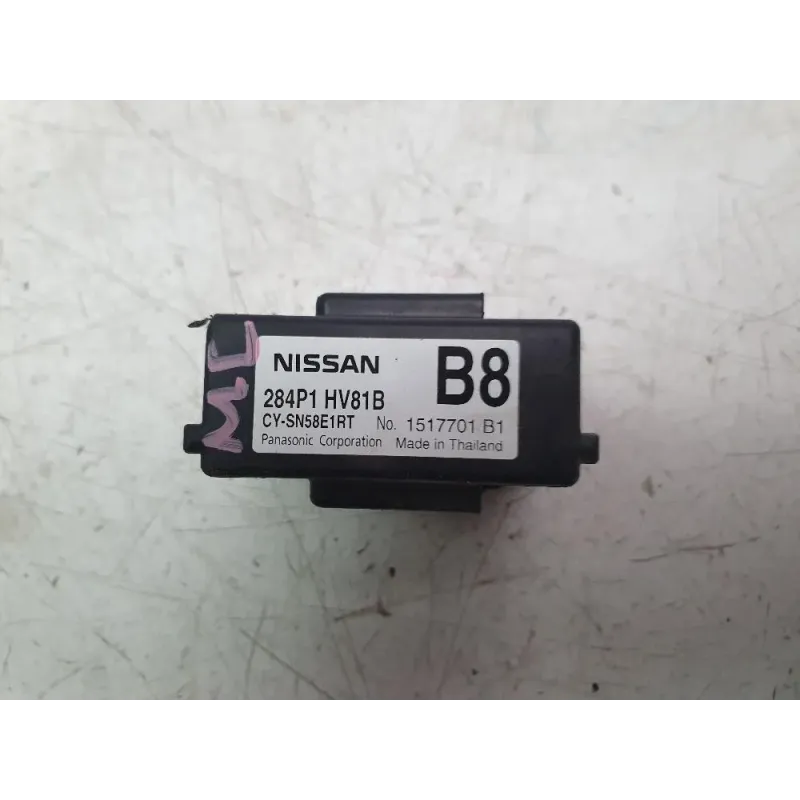 NISSAN B8
284P1 HV81B
CY-SN58E1RT No. 1517701 B1
Panasonic Corporation Made in Thailand